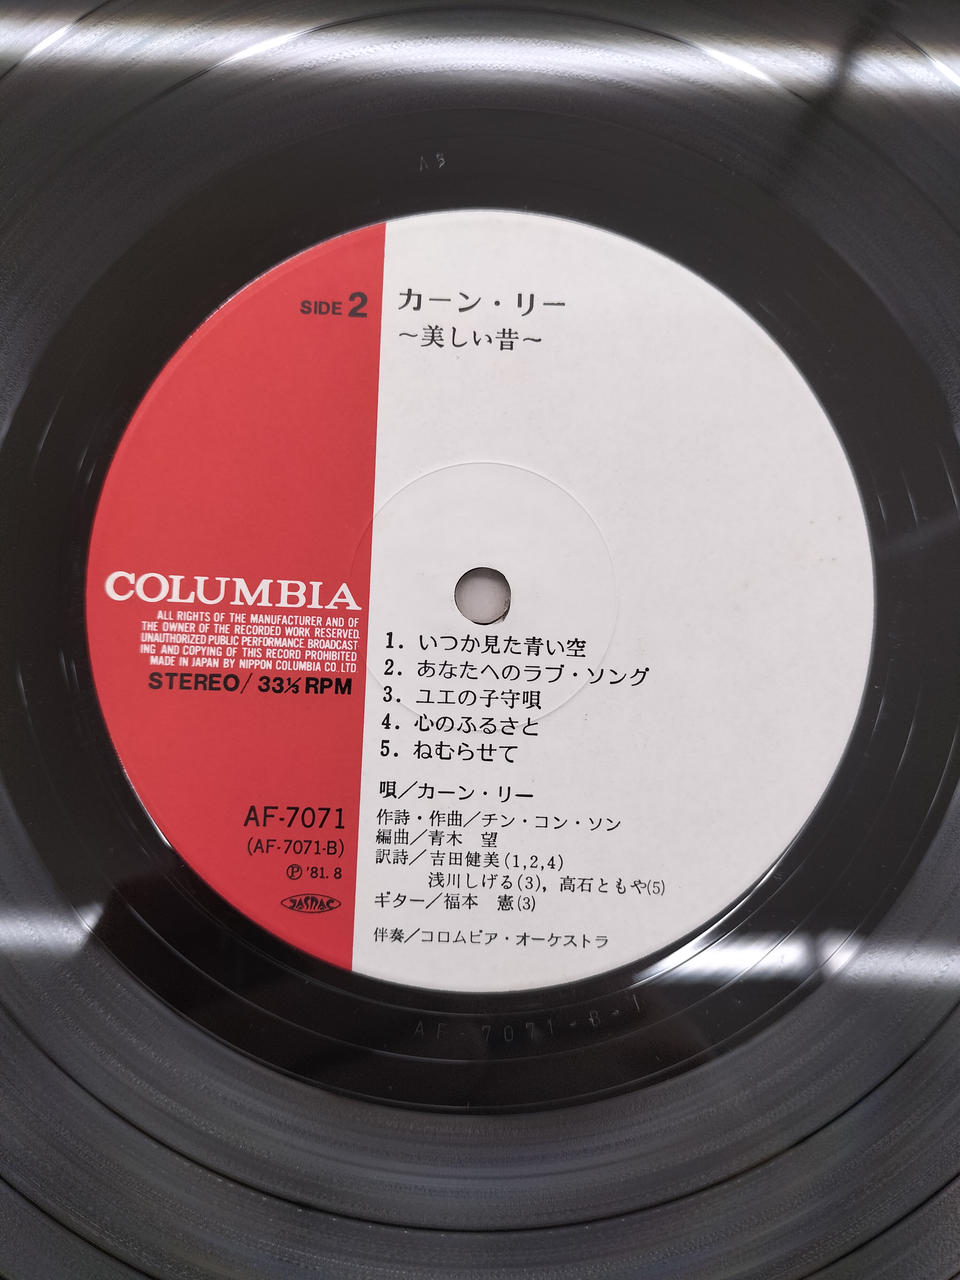 A 5
SIDE 2
カーン・リー
〜美しい昔〜
COLUMBIA
ALL RIGHTS OF THE MANUFACTURER AND OF
THE OWNER OF THE RECORDED WORK RESERVED.
UNAUTHORIZED PUBLIC PERFORMANCE. BROADCAST-
ING AND COPYING OF THIS RECORD PROHIBITED.
MADE IN JAPAN BY NIPPON COLUMBIA CO. LTD.
STEREO/33⅓RPM
1. いつか見た青い空
2. あなたへのラブ・ソング
3. ユエの子守唄
4. 心のふるさと
5. ねむらせて
唄／カーン・リー
作詩・作曲／チン・コン・ソン
編曲／青木 望
訳詩／吉田健美(1,2,4)
浅川しげる(3), 高石ともや(5)
ギター／福本 憲(3)
伴奏／コロムビア・オーケストラ
AF-7071
(AF-7071-B)
Ⓟ '81. 8
JASRAC
AF-7071-B-1